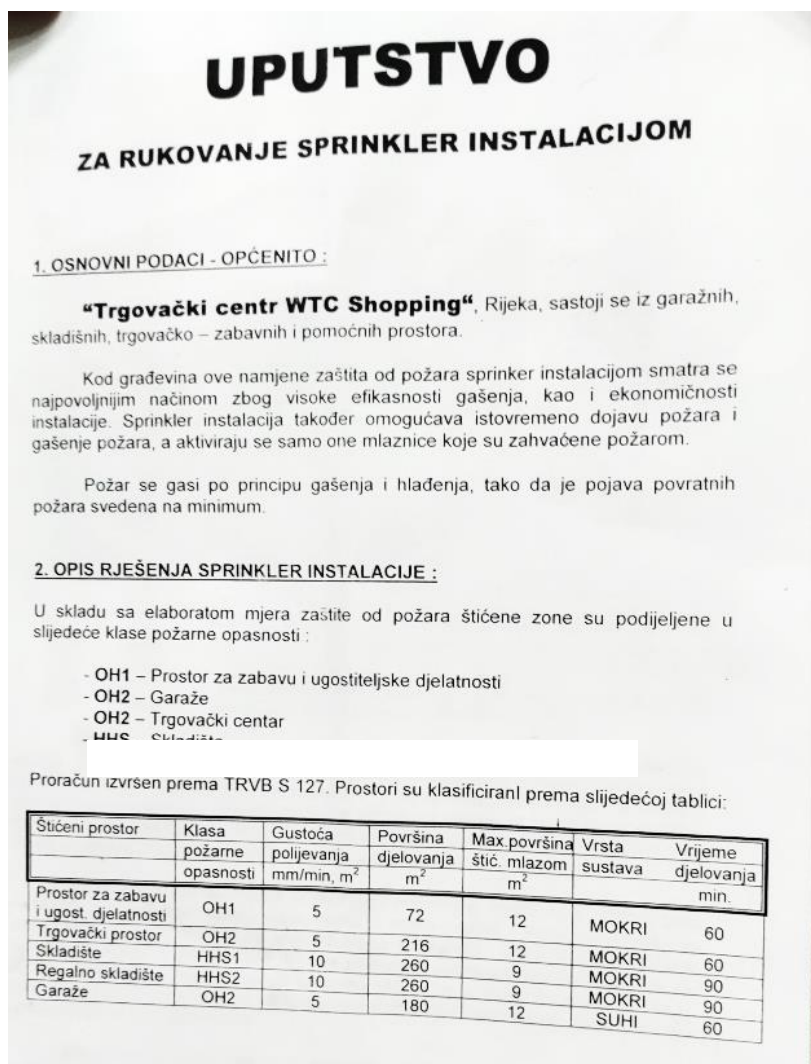 UPUTSTVO
ZA RUKOVANJE SPRINKLER INSTALACIJOM
1. OSNOVNI PODACI - OPĆENITO :
“Trgovački centr WTC Shopping“, Rijeka, sastoji se iz garažnih,
skladišnih, trgovačko – zabavnih i pomoćnih prostora.
Kod građevina ove namjene zaštita od požara sprinker instalacijom smatra se
najpovoljnijim načinom zbog visoke efikasnosti gašenja, kao i ekonomičnosti
instalacije. Sprinkler instalacija također omogućava istovremeno dojavu požara i
gašenje požara, a aktiviraju se samo one mlaznice koje su zahvaćene požarom.
Požar se gasi po principu gašenja i hlađenja, tako da je pojava povratnih
požara svedena na minimum.
2. OPIS RJEŠENJA SPRINKLER INSTALACIJE :
U skladu sa elaboratom mjera zaštite od požara štićene zone su podijeljene u
slijedeće klase požarne opasnosti :
- OH1 – Prostor za zabavu i ugostiteljske djelatnosti
- OH2 – Garaže
- OH2 – Trgovački centar
- HHS – Skladište
Proračun izvršen prema TRVB S 127. Prostori su klasificiranI prema slijedećoj tablici:
Štićeni prostor Klasa Gustoća Površina Max.površina Vrsta Vrijeme
požarne polijevanja djelovanja štić. mlazom sustava djelovanja
opasnosti mm/min, m² m² m² min.
Prostor za zabavu
i ugost. djelatnosti OH1 5 72 12 MOKRI 60
Trgovački prostor OH2 5 216 12 MOKRI 60
Skladište HHS1 10 260 9 MOKRI 90
Regalno skladište HHS2 10 260 9 MOKRI 90
Garaže OH2 5 180 12 SUHI 60